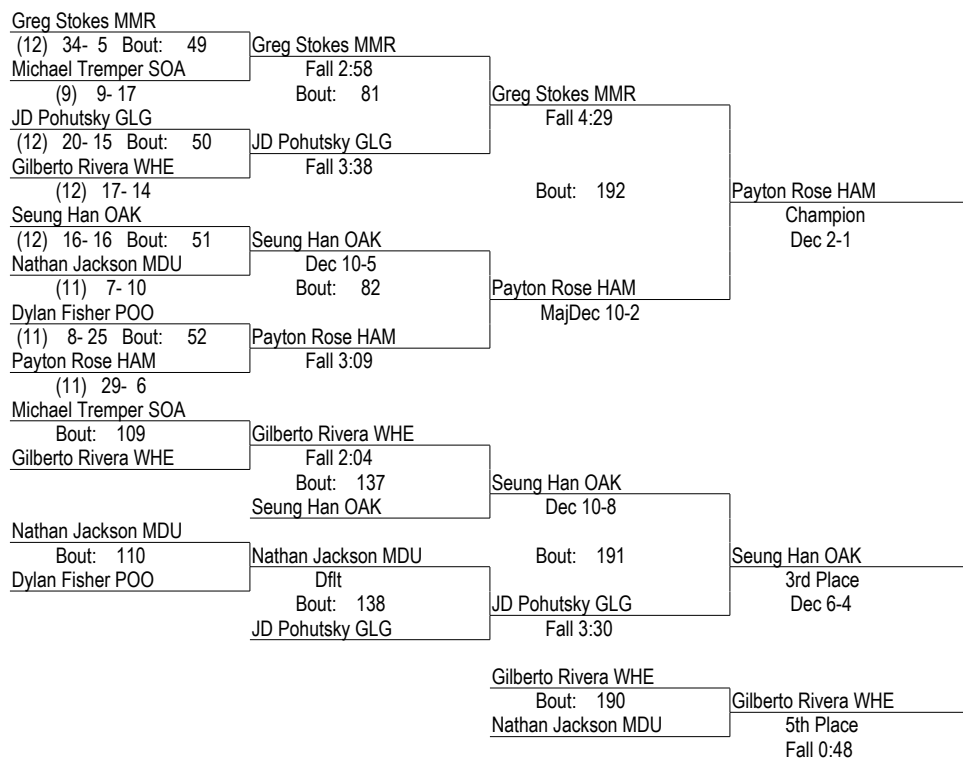 Greg Stokes MMR
(12) 34- 5 Bout: 49
Greg Stokes MMR
Michael Tremper SOA
Fall 2:58
(9) 9- 17
Bout: 81
Greg Stokes MMR
JD Pohutsky GLG
Fall 4:29
(12) 20- 15 Bout: 50
JD Pohutsky GLG
Gilberto Rivera WHE
Fall 3:38
(12) 17- 14
Bout: 192
Payton Rose HAM
Seung Han OAK
Champion
(12) 16- 16 Bout: 51
Seung Han OAK
Dec 2-1
Nathan Jackson MDU
Dec 10-5
(11) 7- 10
Bout: 82
Payton Rose HAM
Dylan Fisher POO
MajDec 10-2
(11) 8- 25 Bout: 52
Payton Rose HAM
Payton Rose HAM
Fall 3:09
(11) 29- 6
Michael Tremper SOA
Bout: 109
Gilberto Rivera WHE
Gilberto Rivera WHE
Fall 2:04
Bout: 137
Seung Han OAK
Seung Han OAK
Dec 10-8
Nathan Jackson MDU
Bout: 110
Nathan Jackson MDU
Bout: 191
Seung Han OAK
Dylan Fisher POO
Dflt
3rd Place
Bout: 138
JD Pohutsky GLG
Dec 6-4
JD Pohutsky GLG
Fall 3:30
Gilberto Rivera WHE
Bout: 190
Gilberto Rivera WHE
Nathan Jackson MDU
5th Place
Fall 0:48